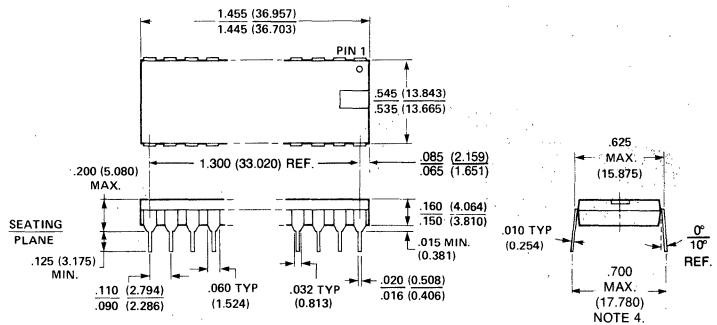 1.455 (36.957)
1.445 (36.703)
PIN 1
.545 (13.843)
.535 (13.665)
1.300 (33.020) REF.
.085 (2.159)
.065 (1.651)
.625
MAX.
(15.875)
.200 (5.080)
MAX.
.160 (4.064)
.150 (3.810)
SEATING
PLANE
.015 MIN.
(0.381)
.010 TYP
(0.254)
0°
10°
REF.
.125 (3.175)
MIN.
.110 (2.794)
.090 (2.286)
.060 TYP
(1.524)
.032 TYP
(0.813)
.020 (0.508)
.016 (0.406)
.700
MAX.
(17.780)
NOTE 4.